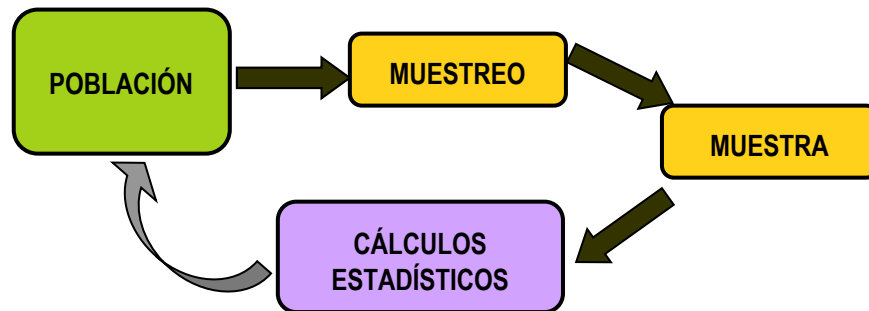 POBLACIÓN
MUESTREO
MUESTRA
CÁLCULOS
ESTADÍSTICOS